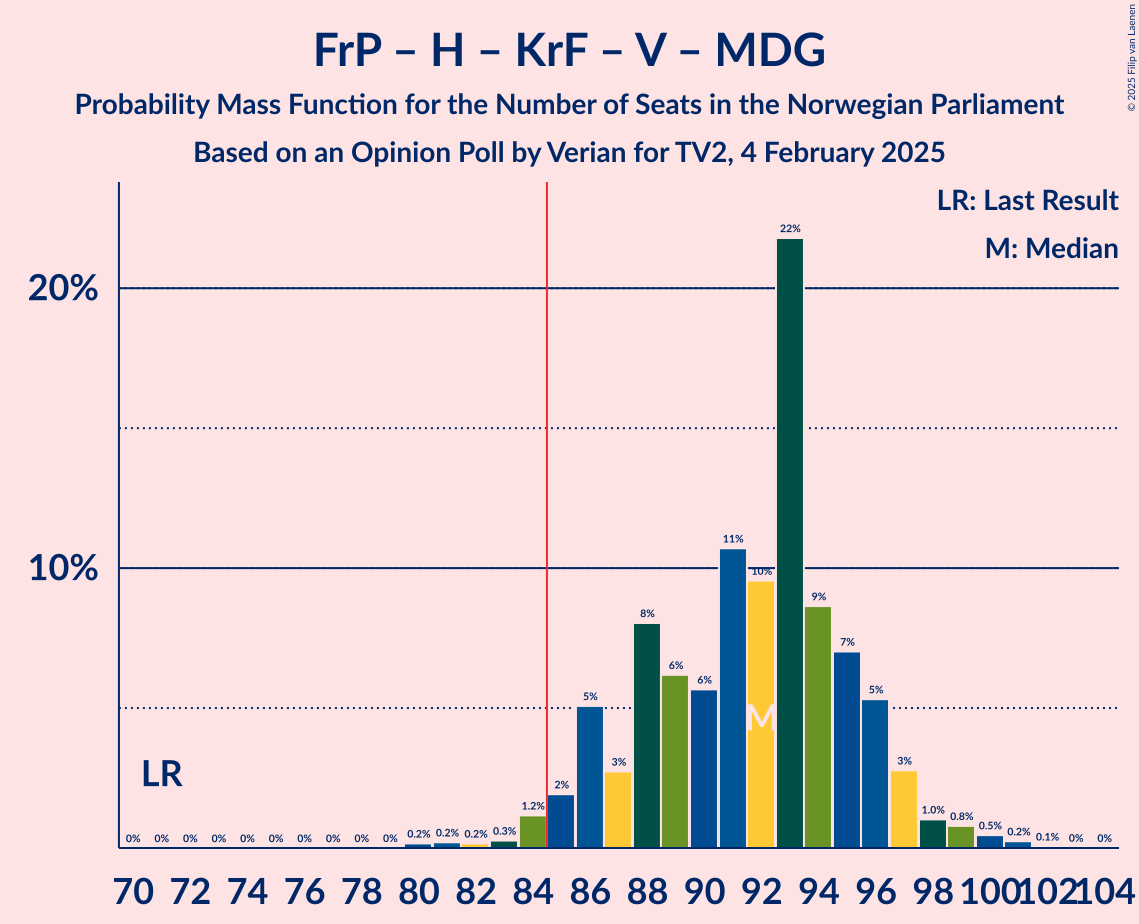 FrP – H – KrF – V – MDG
Probability Mass Function for the Number of Seats in the Norwegian Parliament
Based on an Opinion Poll by Verian for TV2, 4 February 2025
© 2025 Filip van Laenen
LR: Last Result
M: Median
22%
20%
11%
10%
10%
9%
8%
7%
6%
6%
5%
5%
M
LR
3%
3%
2%
1.2%
1.0%
0.8%
0% 0% 0% 0% 0% 0% 0% 0% 0% 0% 0.2% 0.2% 0.2% 0.3% 0.5% 0.2% 0.1% 0% 0%
70 72 74 76 78 80 82 84 86 88 90 92 94 96 98 100 102 104